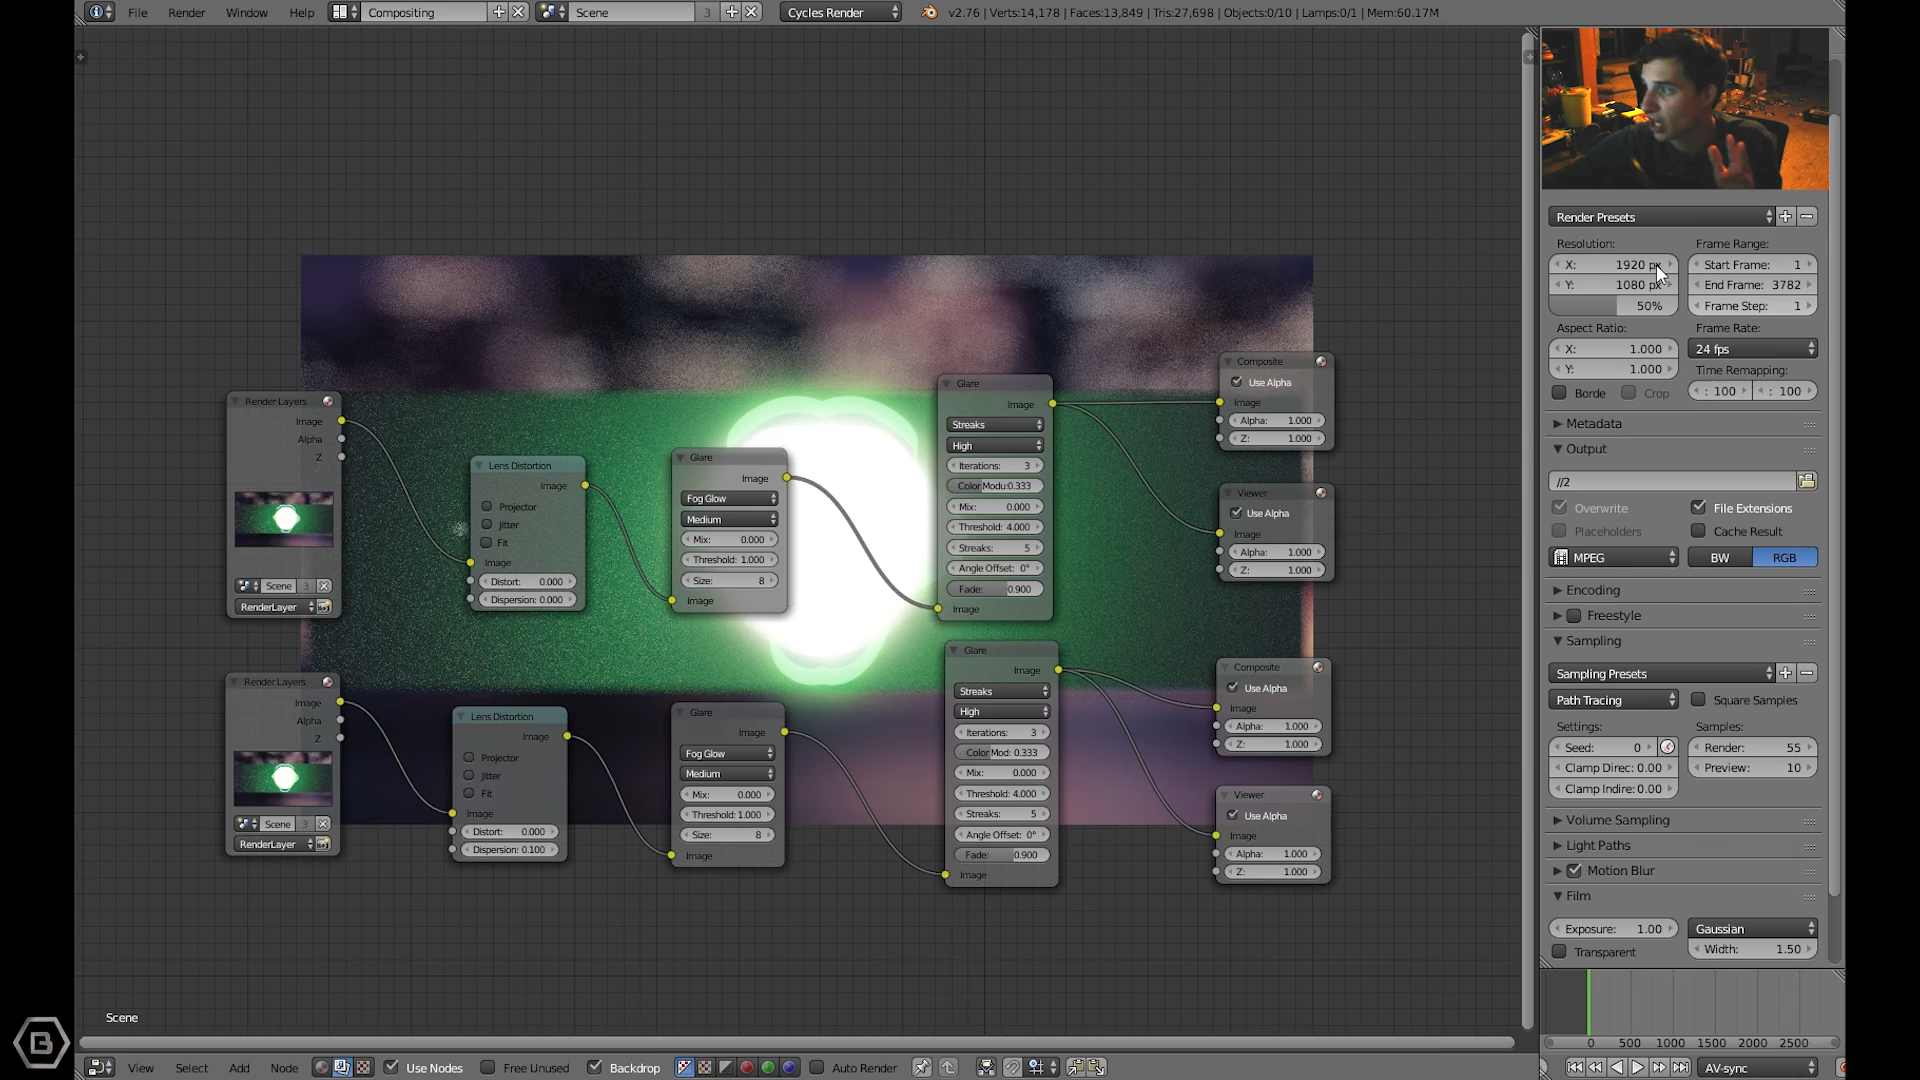 File Render Window Help Compositing Scene 3 Cycles Render v2.76 | Verts:14,178 | Faces:13,849 | Tris:27,698 | Objects:0/10 | Lamps:0/1 | Mem:60.17M
Render Layers
Image
Alpha
Z
Scene 3
RenderLayer
Lens Distortion
Image
Projector
Jitter
Fit
Image
Distort: 0.000
Dispersion: 0.000
Glare
Image
Fog Glow
Medium
Mix: 0.000
Threshold: 1.000
Size: 8
Image
Glare
Image
Streaks
High
Iterations: 3
Color Modu:0.333
Mix: 0.000
Threshold: 4.000
Streaks: 5
Angle Offset: 0°
Fade: 0.900
Image
Composite
Use Alpha
Image
Alpha: 1.000
Z: 1.000
Viewer
Use Alpha
Image
Alpha: 1.000
Z: 1.000
Render Layers
Image
Alpha
Z
Scene 3
RenderLayer
Lens Distortion
Image
Projector
Jitter
Fit
Image
Distort: 0.000
Dispersion: 0.100
Glare
Image
Fog Glow
Medium
Mix: 0.000
Threshold: 1.000
Size: 8
Image
Glare
Image
Streaks
High
Iterations: 3
Color Mod: 0.333
Mix: 0.000
Threshold: 4.000
Streaks: 5
Angle Offset: 0°
Fade: 0.900
Image
Composite
Use Alpha
Image
Alpha: 1.000
Z: 1.000
Viewer
Use Alpha
Image
Alpha: 1.000
Z: 1.000
Render Presets
Resolution: Frame Range:
X: 1920 px Start Frame: 1
Y: 1080 px End Frame: 3782
50% Frame Step: 1
Aspect Ratio: Frame Rate:
X: 1.000 24 fps
Y: 1.000 Time Remapping:
Borde Crop : 100 : 100
Metadata
Output
//2
Overwrite File Extensions
Placeholders Cache Result
MPEG BW RGB
Encoding
Freestyle
Sampling
Sampling Presets
Path Tracing Square Samples
Settings: Samples:
Seed: 0 Render: 55
Clamp Direc: 0.00 Preview: 10
Clamp Indire: 0.00
Volume Sampling
Light Paths
Motion Blur
Film
Exposure: 1.00 Gaussian
Transparent Width: 1.50
0 500 1000 1500 2000 2500
Scene
B
View Select Add Node Use Nodes Free Unused Backdrop Auto Render AV-sync